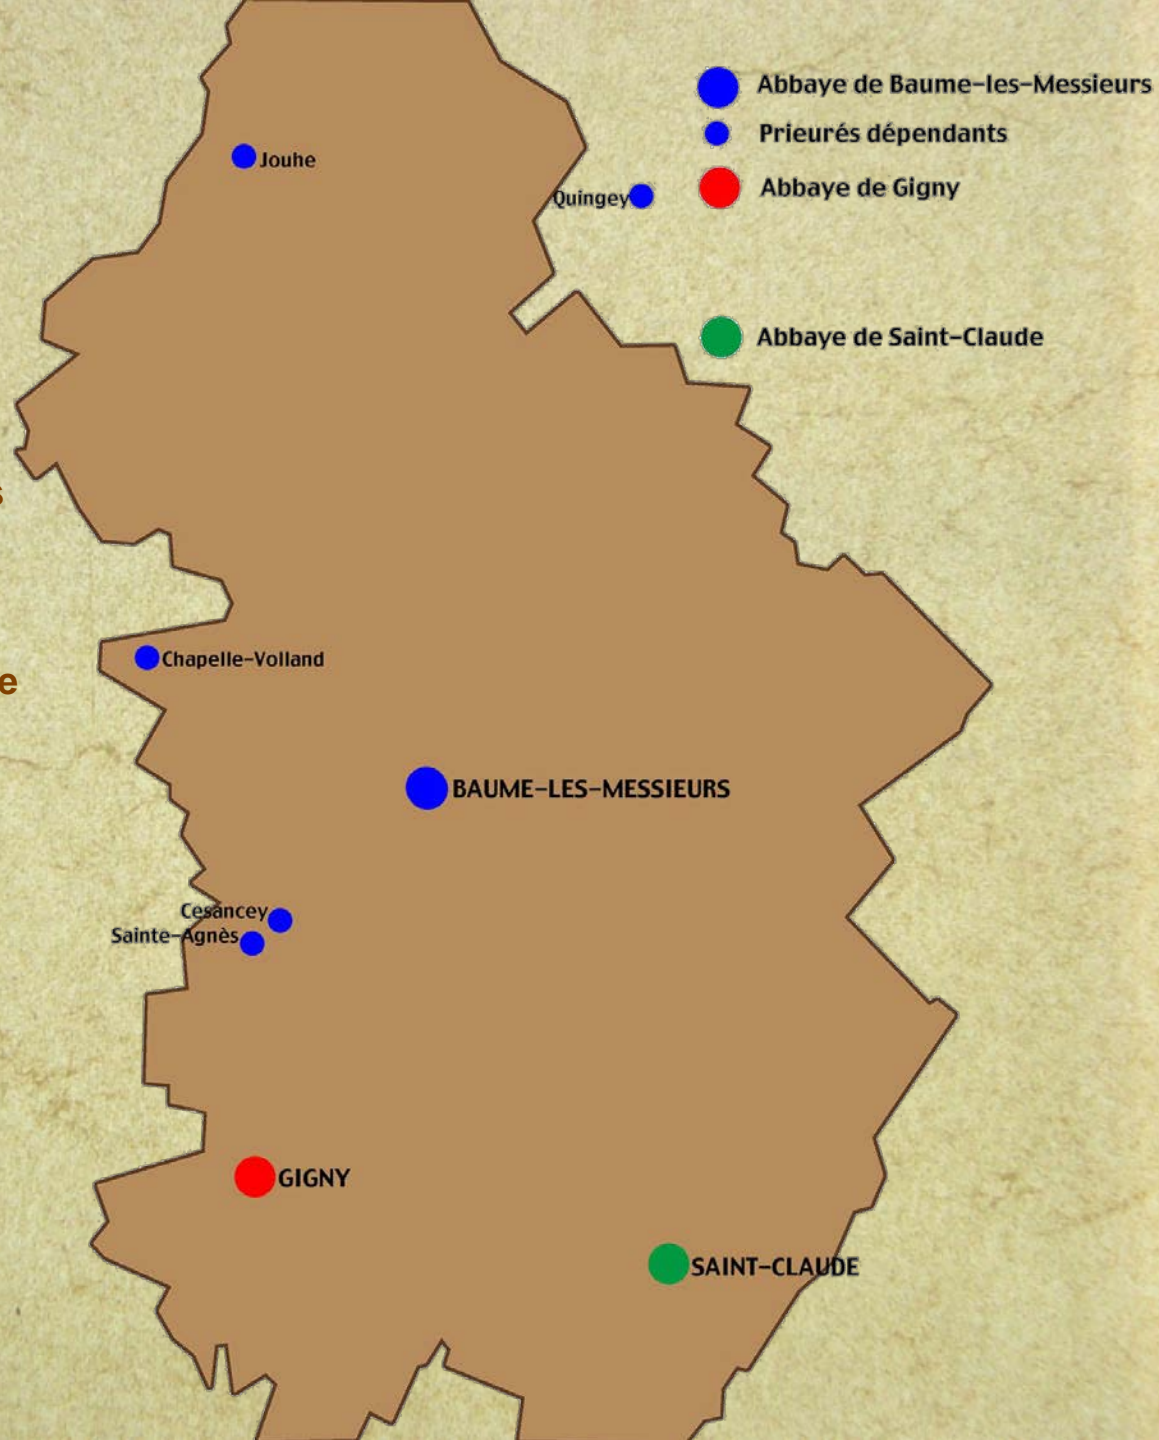 Abbaye de Baume-les-Messieurs
Prieurés dépendants
Jouhe
Abbaye de Gigny
Quingey
Abbaye de Saint-Claude
s
Chapelle-Volland
e
BAUME-LES-MESSIEURS
Cesancey
Sainte-Agnès
GIGNY
SAINT-CLAUDE